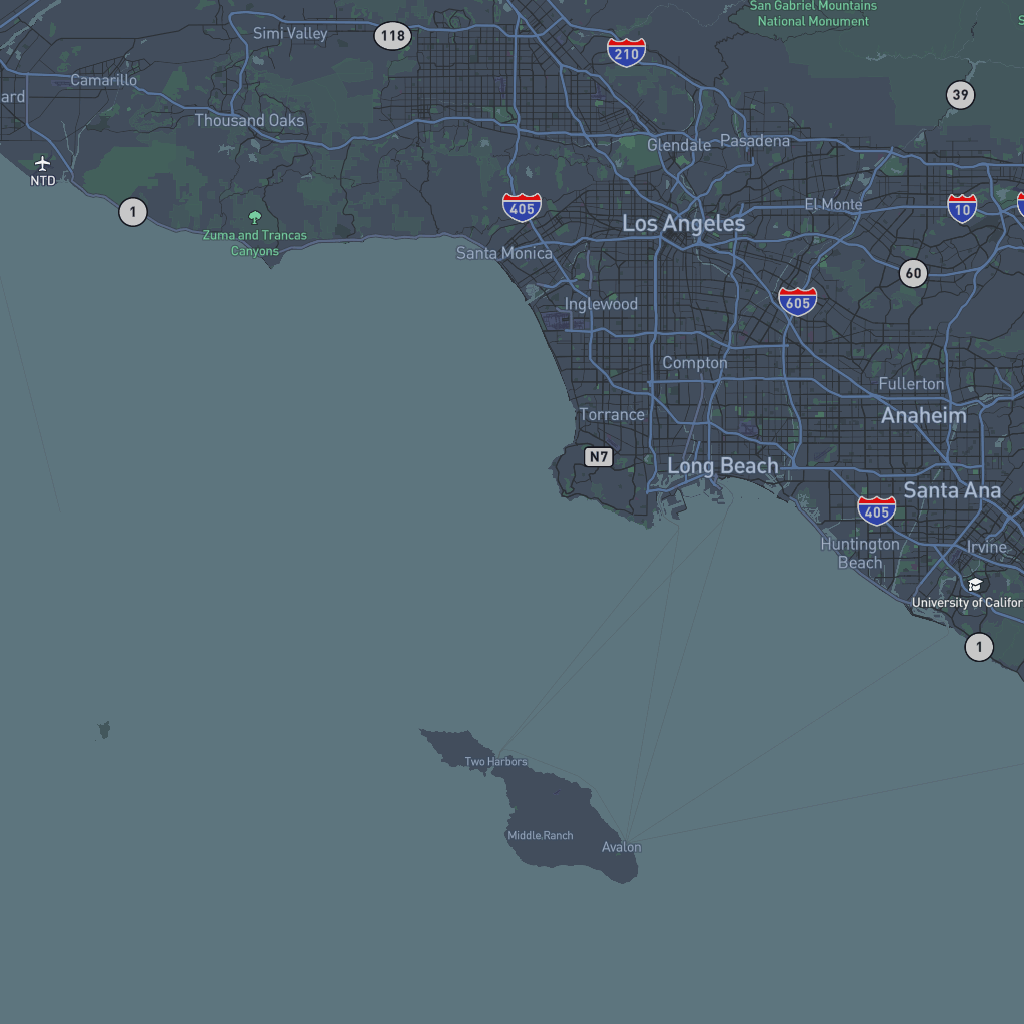 San Gabriel Mountains
National Monument
S
Simi Valley
118
210
Camarillo
39
ard
Thousand Oaks
Glendale
Pasadena
NTD
1
405
El Monte
10
Zuma and Trancas
Canyons
Los Angeles
Santa Monica
60
605
Inglewood
Compton
Fullerton
Torrance
Anaheim
N7
Long Beach
Santa Ana
405
Huntington
Beach
Irvine
University of Califor
1
Two Harbors
Middle Ranch
Avalon